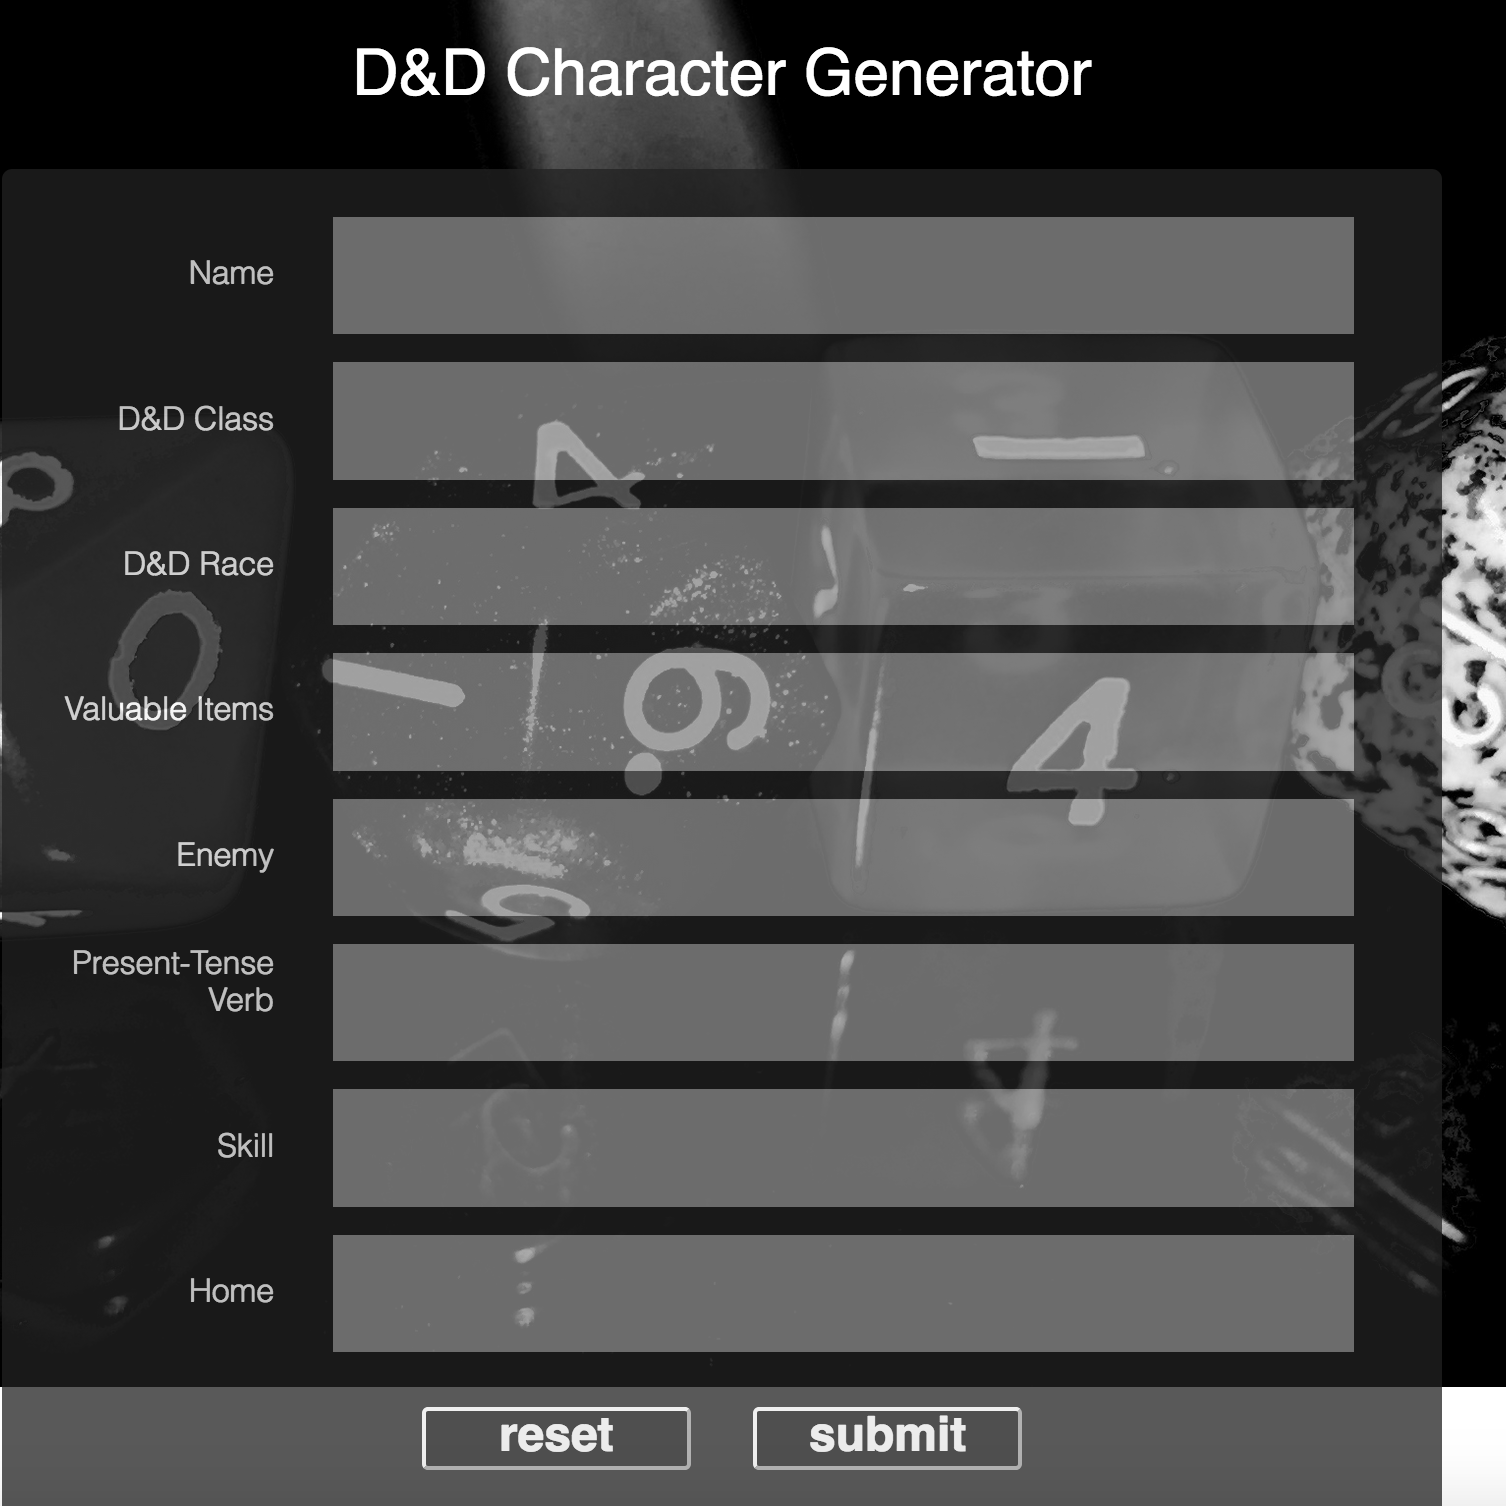 D&D Character Generator
Name
D&D Class
D&D Race
Valuable Items
Enemy
Present-Tense
Verb
Skill
Home
reset
submit